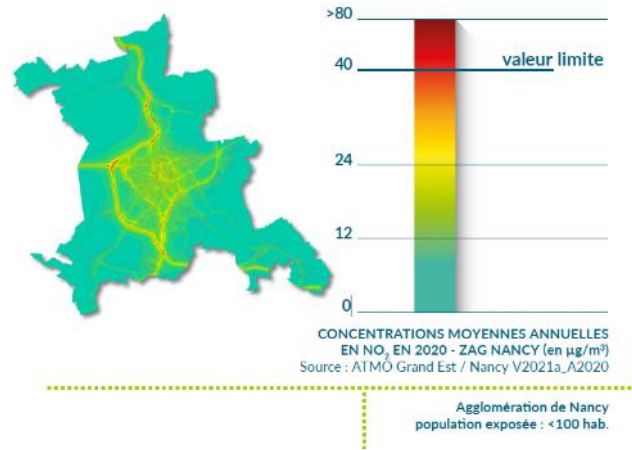 >80
valeur limite
40
24
12
0
CONCENTRATIONS MOYENNES ANNUELLES
EN NO₂ EN 2020 - ZAG NANCY (en µg/m³)
Source : ATMO Grand Est / Nancy V2021a_A2020
Agglomération de Nancy
population exposée : <100 hab.